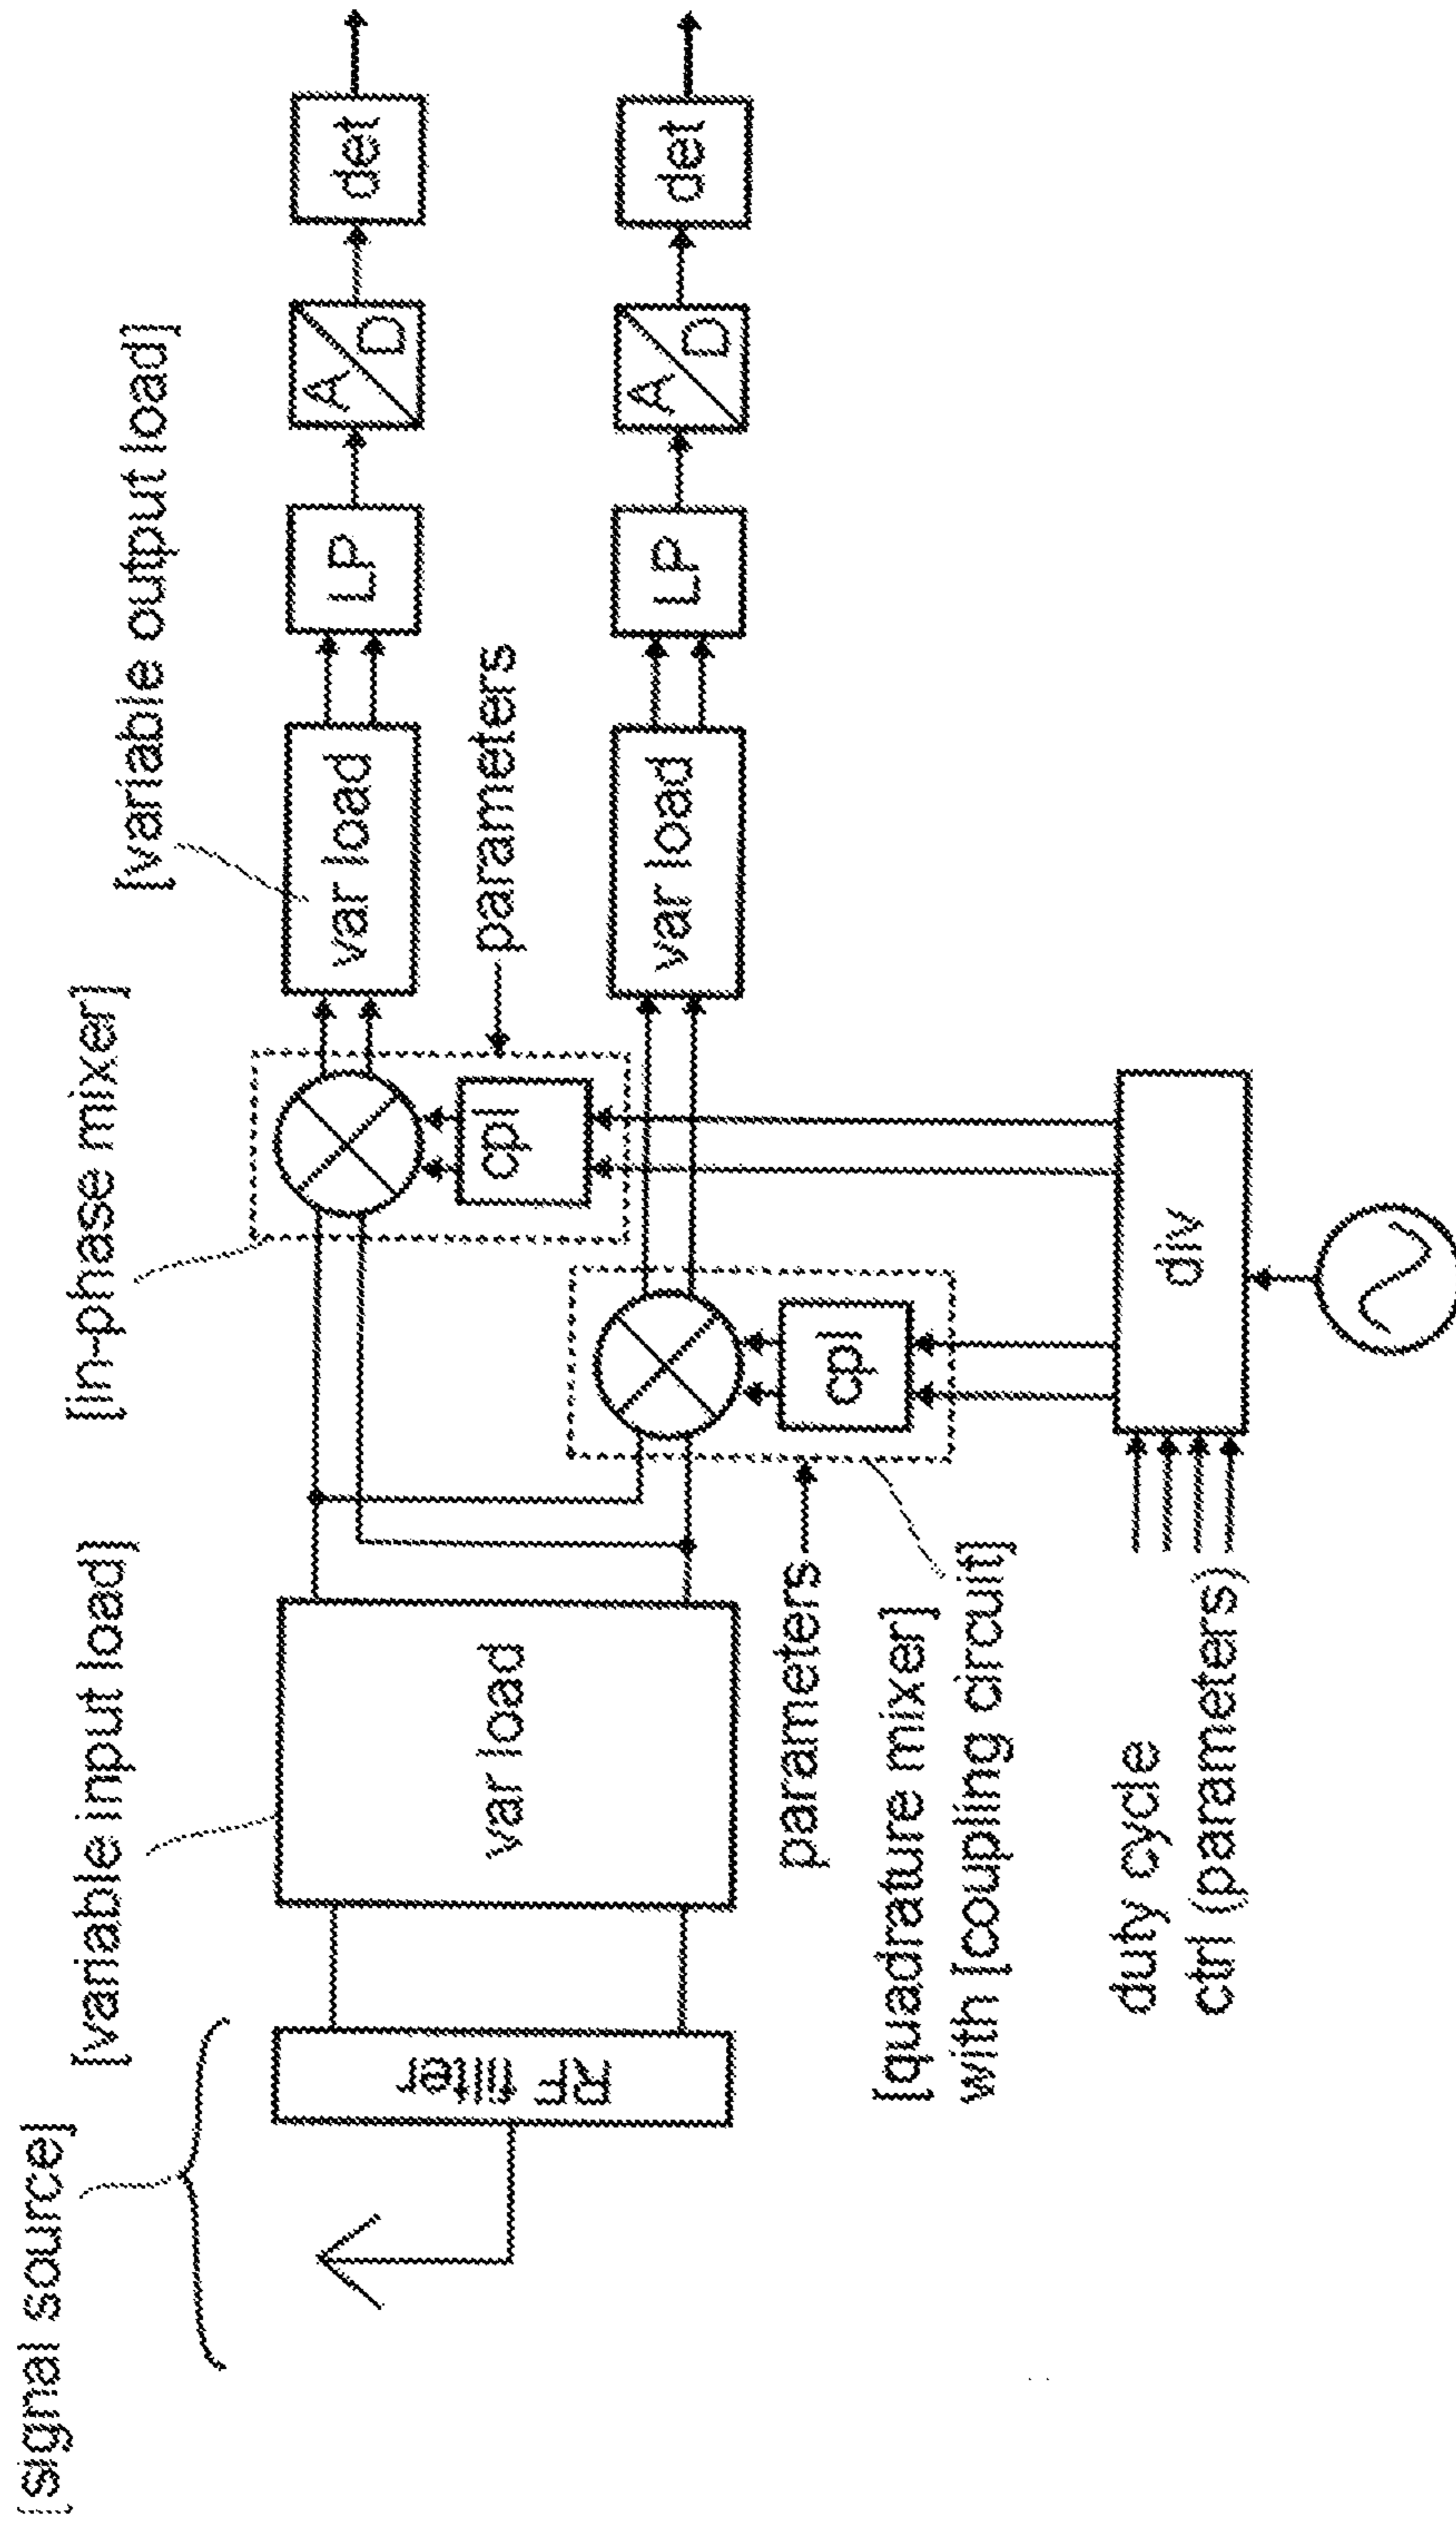 [signal source]
[variable input load]
[in-phase mixer]
[variable output load]
RF
filter
var load
var load
LP
A
D
det
cpl
parameters
var load
LP
A
D
det
cpl
parameters
[quadrature mixer]
with [coupling circuit]
div
duty cycle
ctrl (parameters)